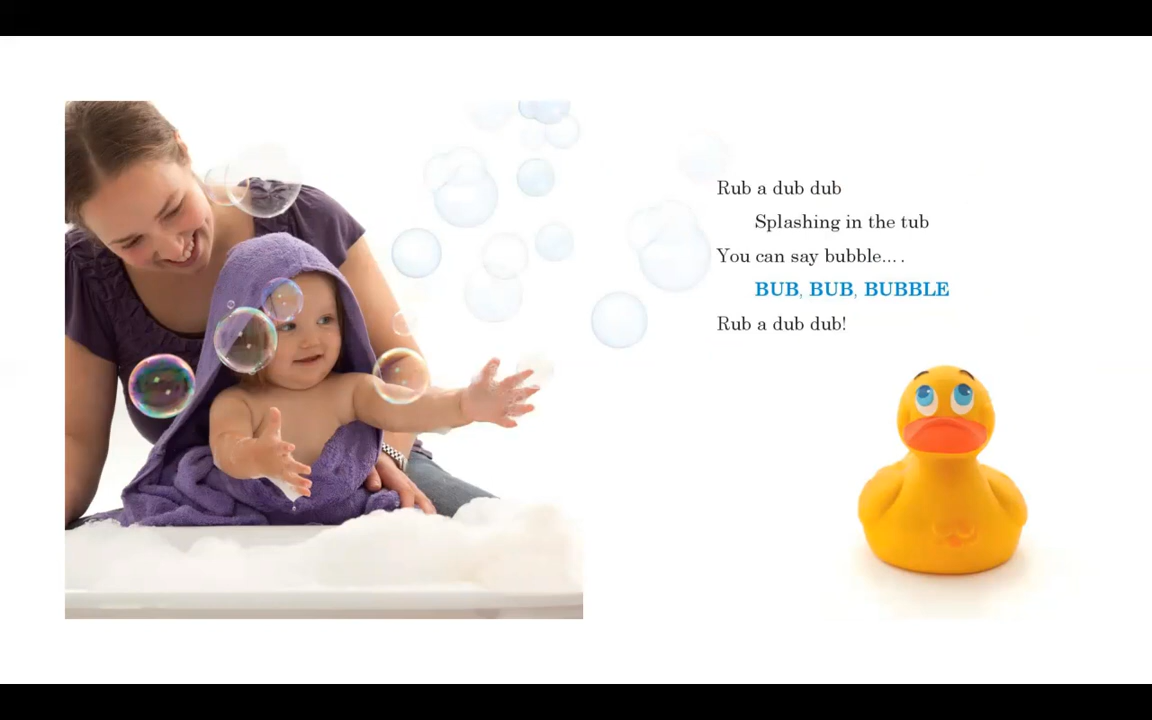 Rub a dub dub
Splashing in the tub
You can say bubble... .
BUB, BUB, BUBBLE
Rub a dub dub!